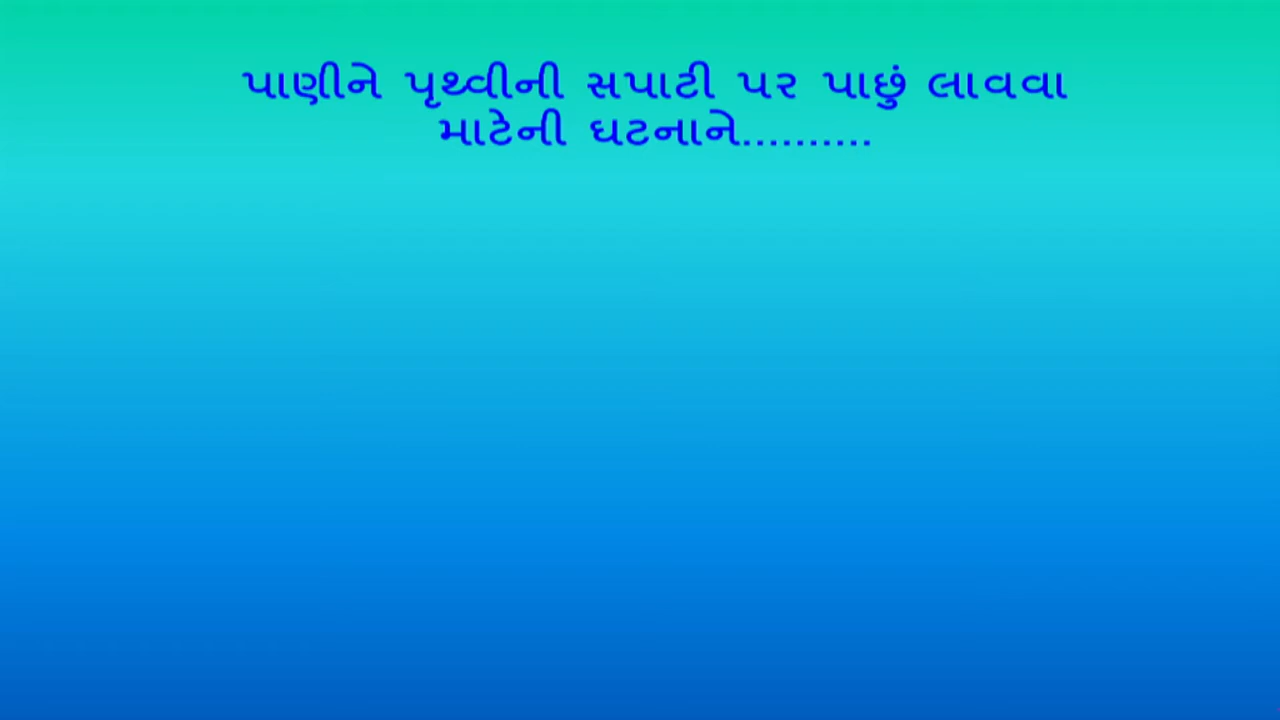 પાણીને પૃથ્વીની સપાટી પર પાછું લાવવા
માટેની ઘટનાને..........